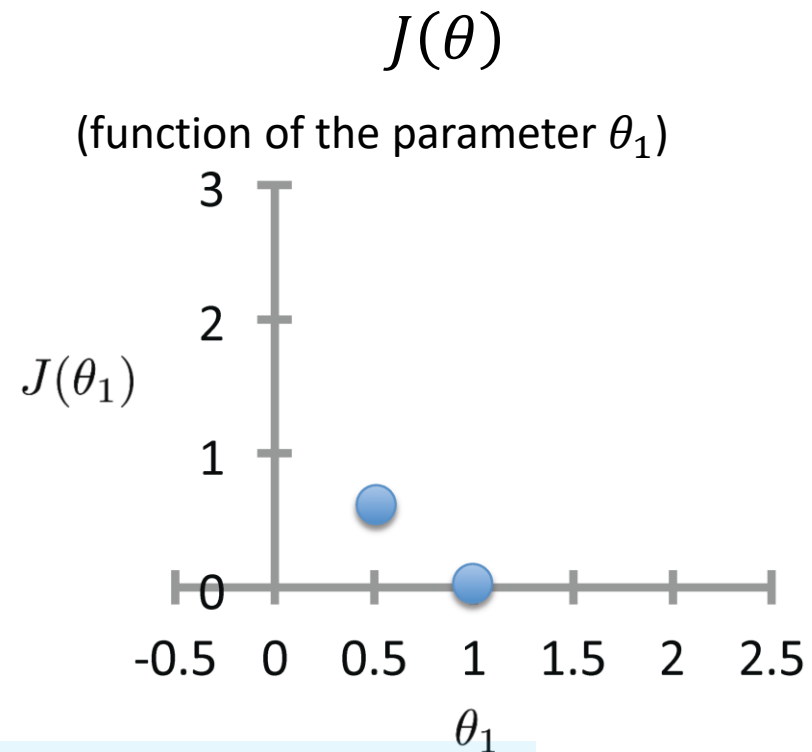 J(θ)
(function of the parameter θ₁)
3
2
J(θ₁)
1
0
-0.5 0 0.5 1 1.5 2 2.5
θ₁